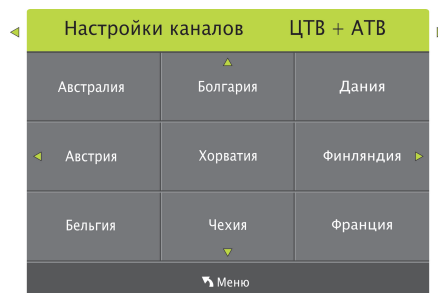 Настройки каналов ЦТВ + АТВ
Австралия Болгария Дания
Австрия Хорватия Финляндия
Бельгия Чехия Франция
Меню